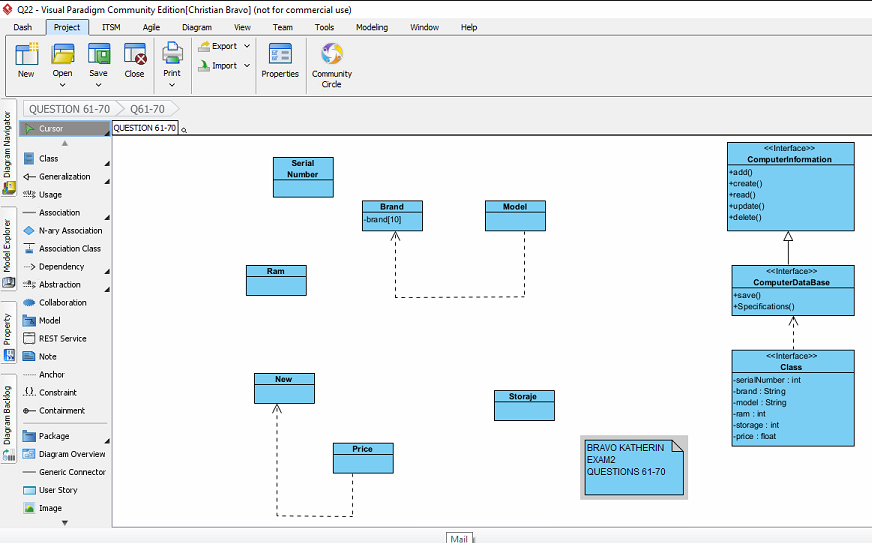 Q22 - Visual Paradigm Community Edition[Christian Bravo] (not for commercial use)
Dash Project ITSM Agile Diagram View Team Tools Modeling Window Help
New Open Save Close Print Export Import Properties Community Circle
QUESTION 61-70 Q61-70
Diagram Navigator
Model Explorer
Property
Diagram Backlog
Cursor
Class
Generalization
Usage
Association
N-ary Association
Association Class
Dependency
Abstraction
Collaboration
Model
REST Service
Note
Anchor
Constraint
Containment
Package
Diagram Overview
Generic Connector
User Story
Image
QUESTION 61-70
Serial
Number
Brand
-brand[10]
Model
Ram
New
Storaje
Price
BRAVO KATHERIN
EXAM2
QUESTIONS 61-70
<<Interface>>
ComputerInformation
+add()
+create()
+read()
+update()
+delete()
<<Interface>>
ComputerDataBase
+save()
+Specifications()
<<Interface>>
Class
-serialNumber : int
-brand : String
-model : String
-ram : int
-storage : int
-price : float
Mail